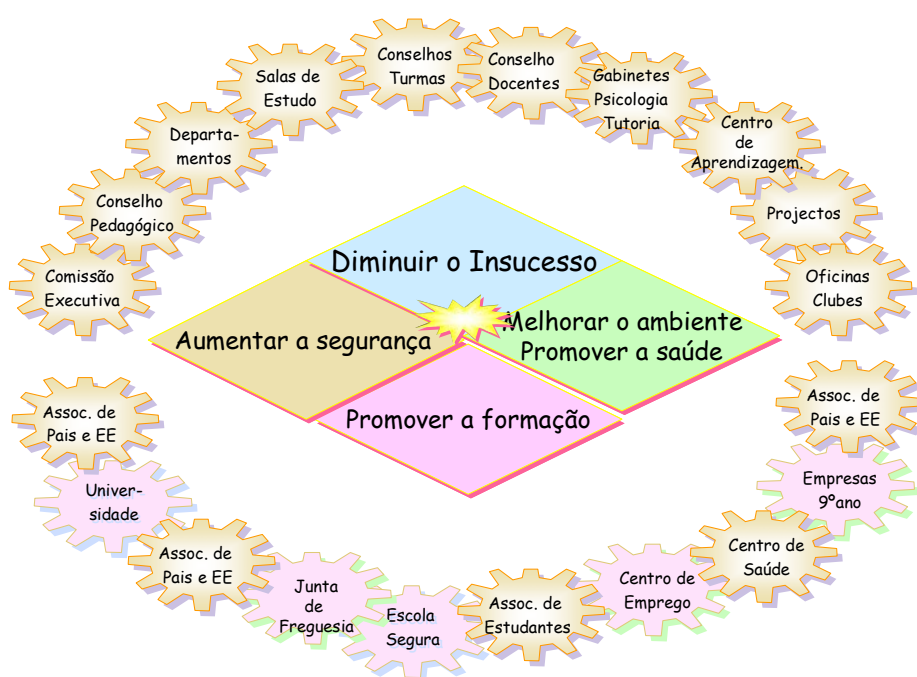 Conselhos
Turmas
Conselho
Docentes
Salas de
Estudo
Gabinetes
Psicologia
Tutoria
Departa-
mentos
Centro
de
Aprendizagem.
Conselho
Pedagógico
Projectos
Comissão
Executiva
Oficinas
Clubes
Diminuir o Insucesso
Aumentar a segurança
Melhorar o ambiente
Promover a saúde
Promover a formação
Assoc. de
Pais e EE
Assoc. de
Pais e EE
Univer-
sidade
Empresas
9ºano
Assoc. de
Pais e EE
Centro de
Saúde
Junta
de
Freguesia
Centro de
Emprego
Escola
Segura
Assoc. de
Estudantes